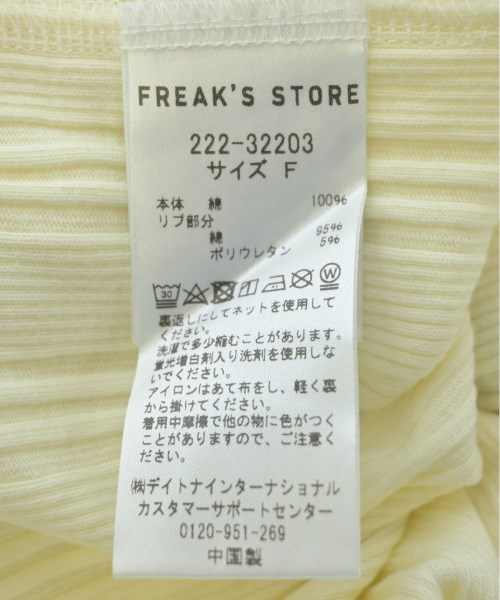 FREAK'S STORE
222-32203
サイズ F
本体 綿 100%
リブ部分
綿 95%
ポリウレタン 5%
30 W
裏返しにしてネットを使用して
ください。
洗濯で多少縮むことがあります。
蛍光増白剤入り洗剤を使用しな
いでください。
アイロンはあて布をし、軽く裏
から掛けてください。
着用中摩擦で他の物に色がつく
ことがありますので、ご注意く
ださい。
㈱デイトナインターナショナル
カスタマーサポートセンター
0120-951-269
中国製